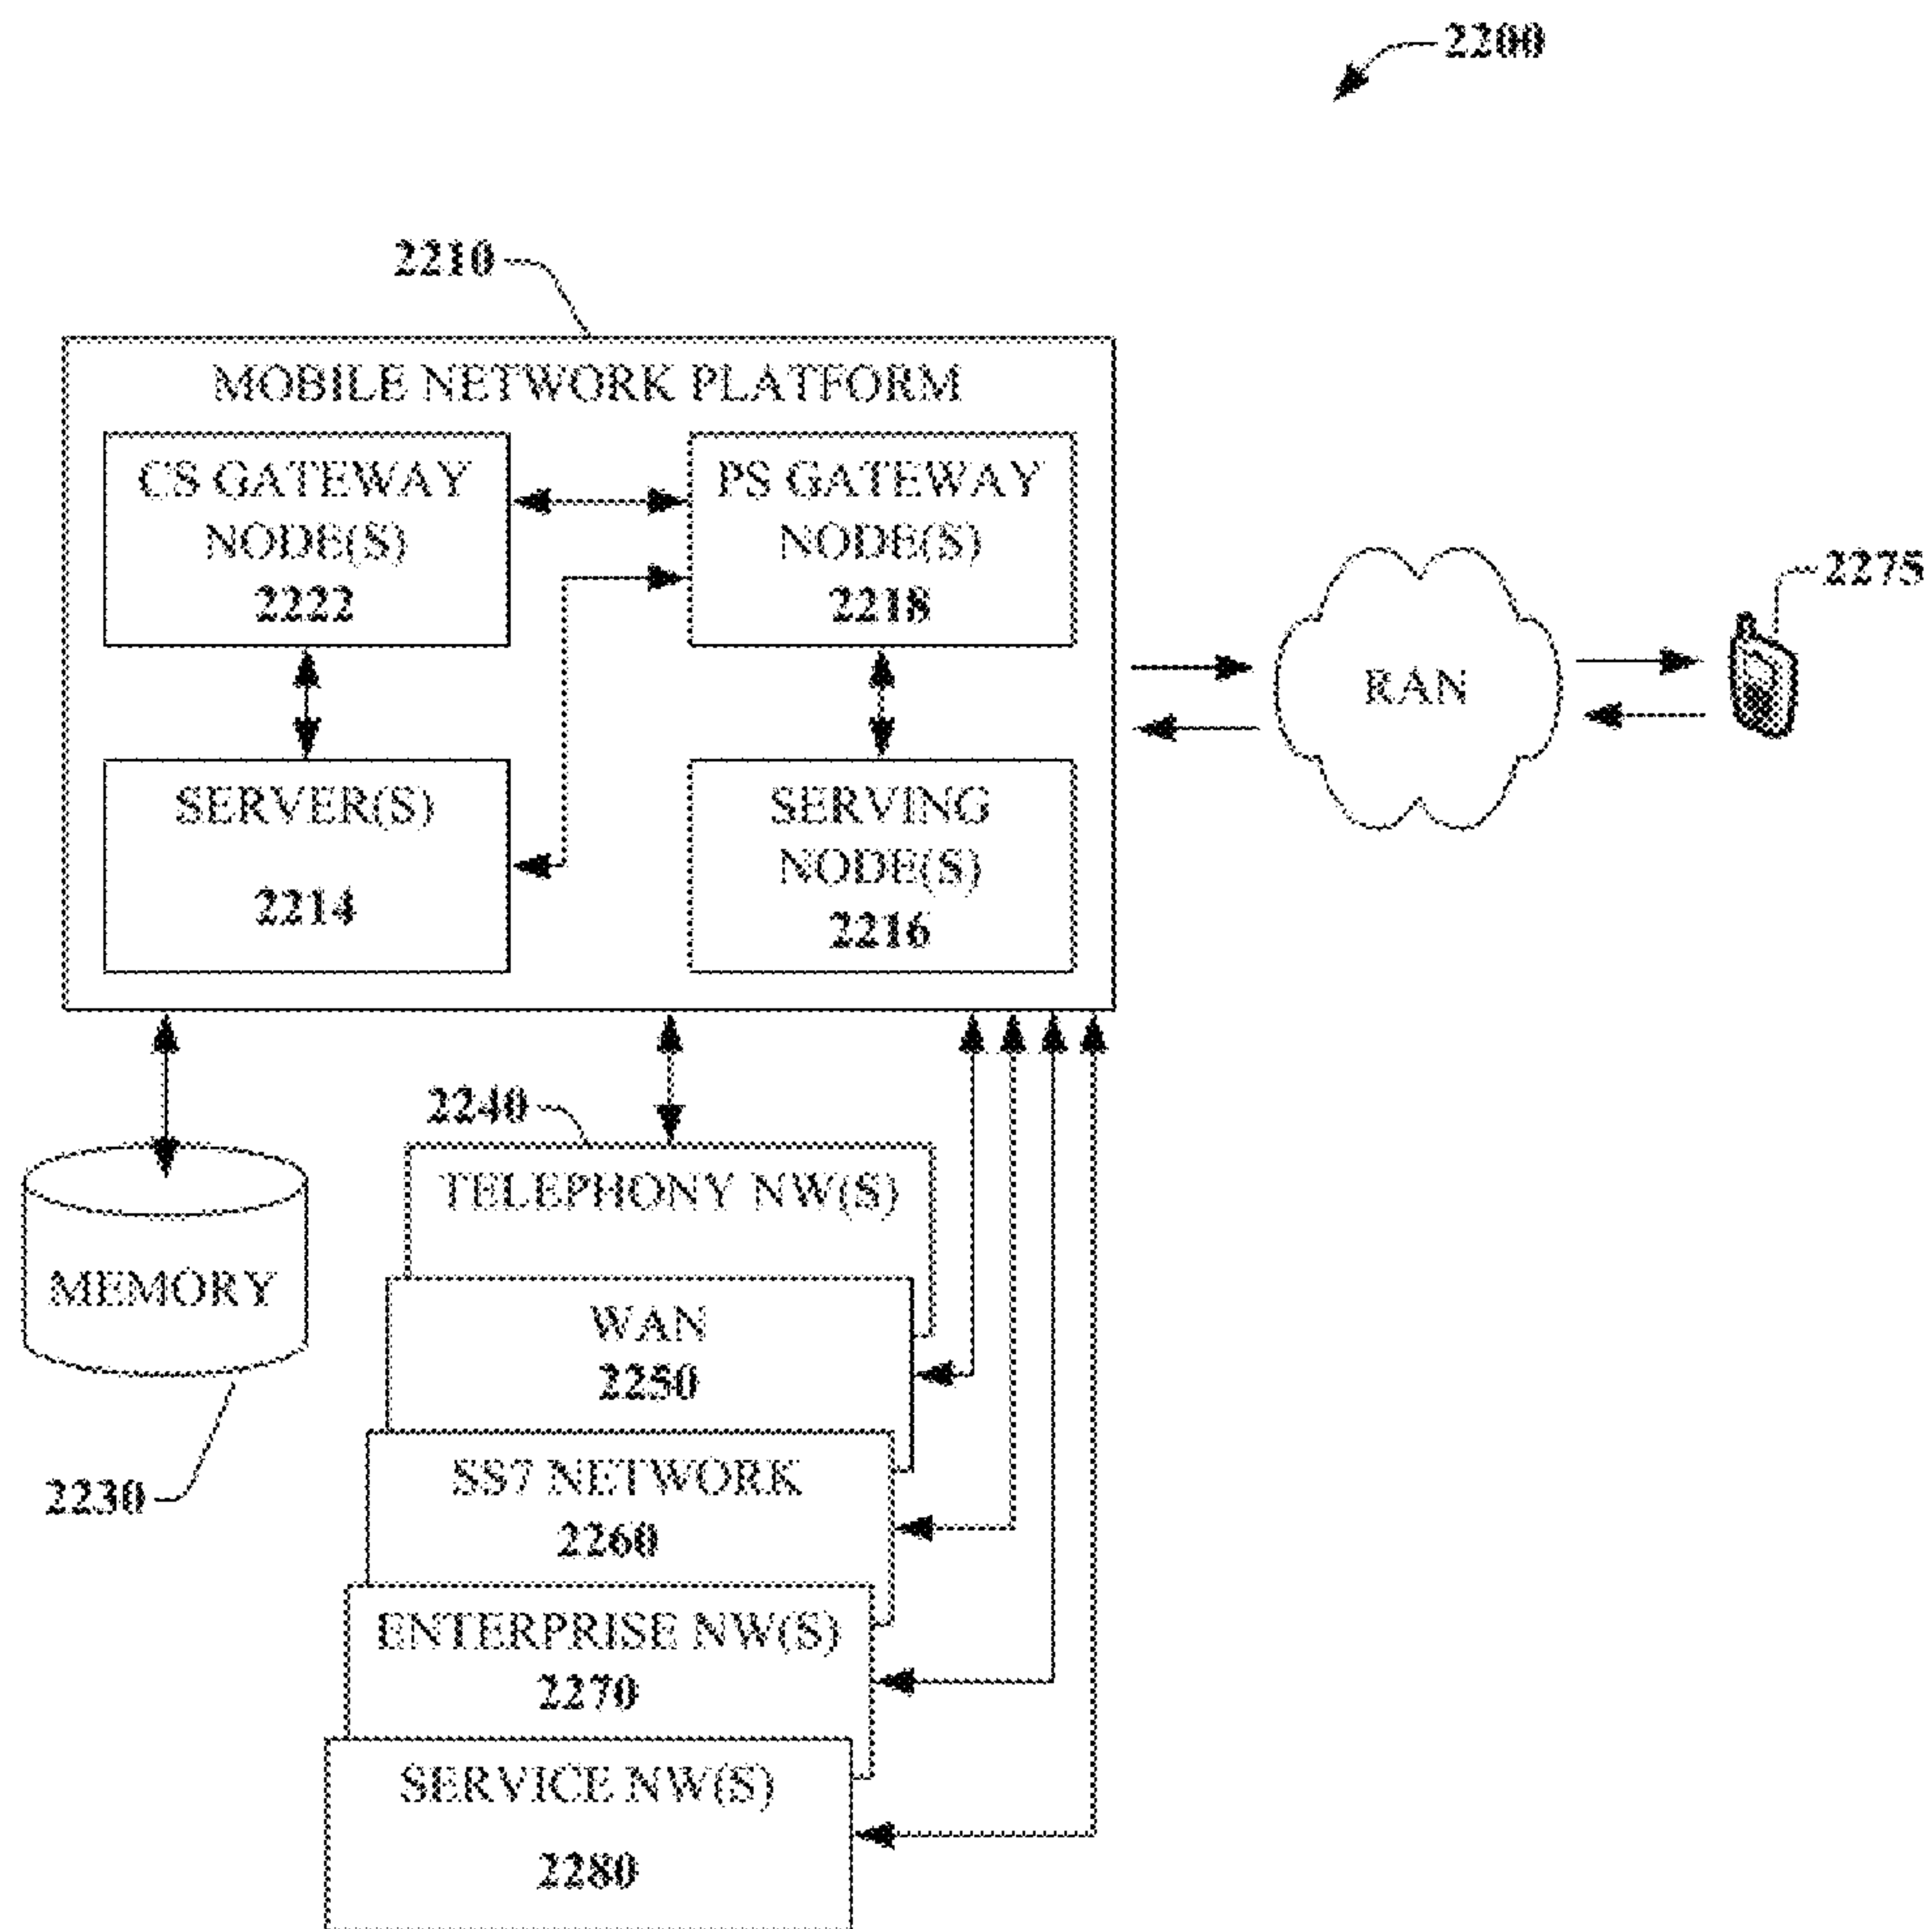 2200
2210
MOBILE NETWORK PLATFORM
CS GATEWAY
NODE(S)
2222
PS GATEWAY
NODE(S)
2218
SERVER(S)
2214
SERVING
NODE(S)
2216
RAN
2275
2240
TELEPHONY NW(S)
MEMORY
2230
WAN
2250
SS7 NETWORK
2260
ENTERPRISE NW(S)
2270
SERVICE NW(S)
2280